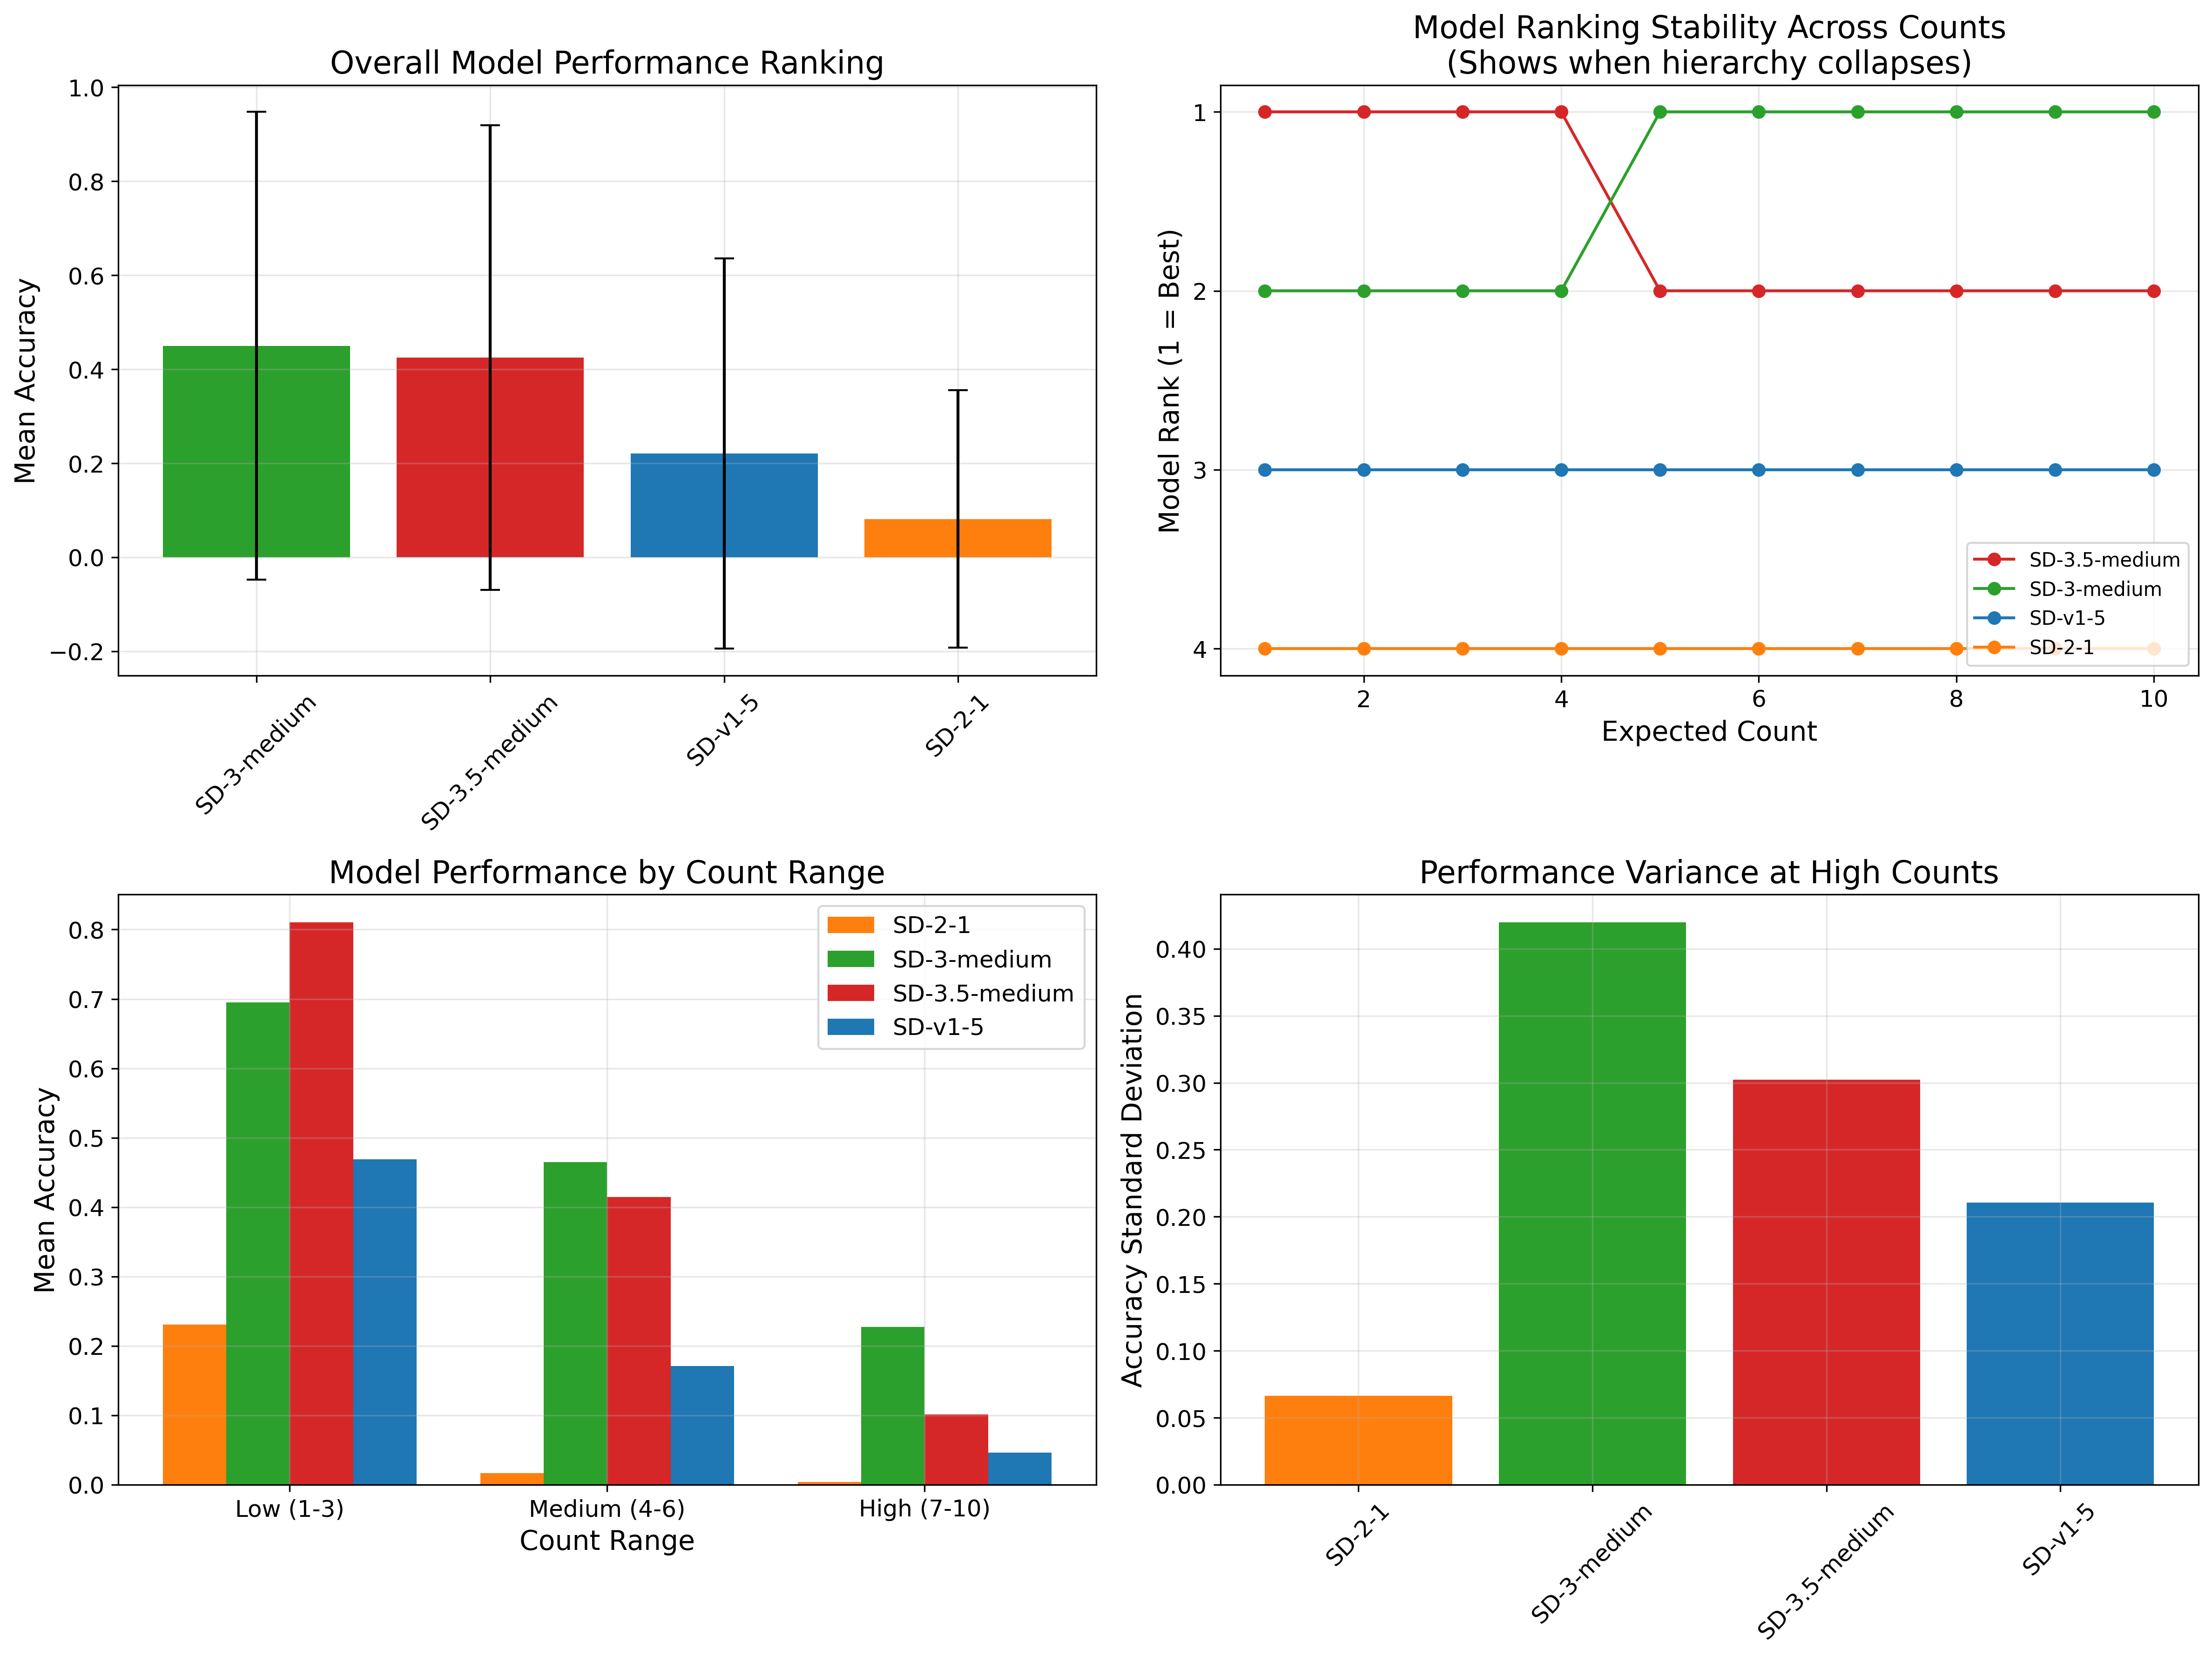 Overall Model Performance Ranking
Mean Accuracy
1.0
0.8
0.6
0.4
0.2
0.0
−0.2
SD-3-medium
SD-3.5-medium
SD-v1-5
SD-2-1
Model Ranking Stability Across Counts
(Shows when hierarchy collapses)
Model Rank (1 = Best)
1
2
3
4
SD-3.5-medium
SD-3-medium
SD-v1-5
SD-2-1
2
4
6
8
10
Expected Count
Model Performance by Count Range
Mean Accuracy
0.8
0.7
0.6
0.5
0.4
0.3
0.2
0.1
0.0
SD-2-1
SD-3-medium
SD-3.5-medium
SD-v1-5
Low (1-3)
Medium (4-6)
High (7-10)
Count Range
Performance Variance at High Counts
Accuracy Standard Deviation
0.40
0.35
0.30
0.25
0.20
0.15
0.10
0.05
0.00
SD-2-1
SD-3-medium
SD-3.5-medium
SD-v1-5